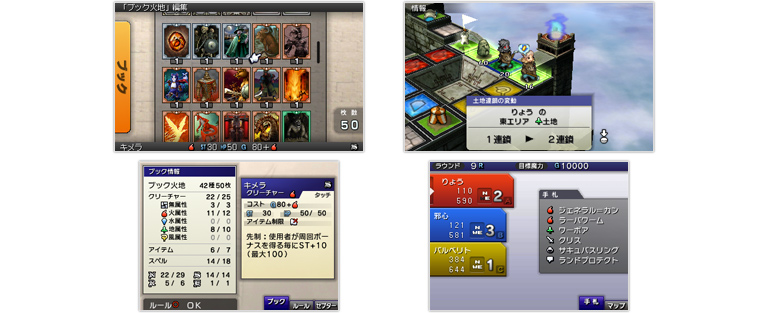 「ブック火地」編集
ブック
枚数
50
キメラ ST30 HP50 G80+
情報
土地連鎖の変動
りょう の
東エリア 土地
1連鎖 ▶ 2連鎖
ブック情報
ブック火地 42種50枚
クリーチャー 22/25
無属性 3/ 3
火属性 11/12
水属性 0/ 0
地属性 8/10
風属性 0/ 0
アイテム 6/ 7
スペル 14/18
22/29 14/14
5/ 6 1/ 1
ルール OK
キメラ
クリーチャー
タッチ
コスト G80+
30 50/ 50
アイテム制限
先制:使用者が周回ボー
ナスを得る毎にST+10
(最大100)
ブック ルール セプター
ラウンド 9R 目標魔力 G10000
りょう
110
590
NE 2 A
邪心
121
581
NWE 3 B
バルベリト
384
644
NWE 1 C
手札
ジェネラル=カン
ラーバワーム
ウーボア
クリス
サキュバスリング
ランドプロテクト
手札 マップ